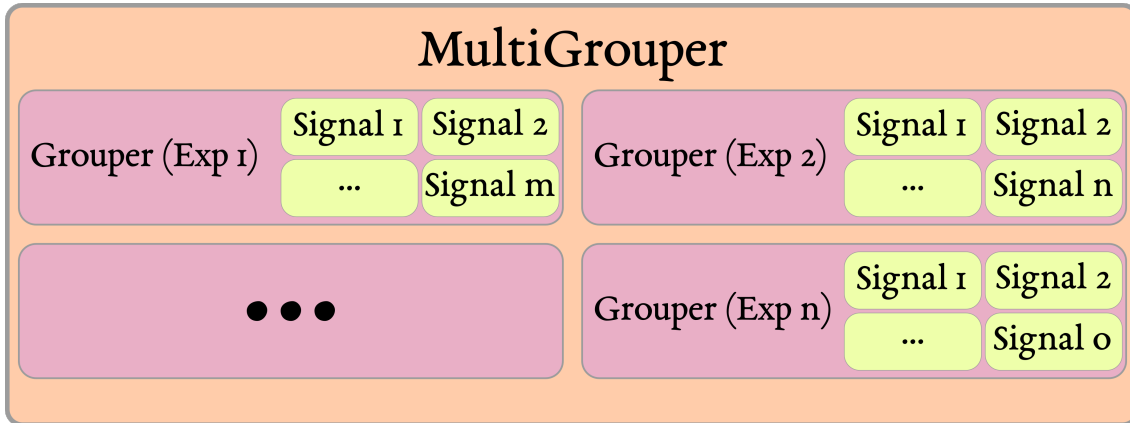 MultiGrouper
Grouper (Exp 1)
Signal 1
Signal 2
...
Signal m
Grouper (Exp 2)
Signal 1
Signal 2
...
Signal n
...
Grouper (Exp n)
Signal 1
Signal 2
...
Signal o